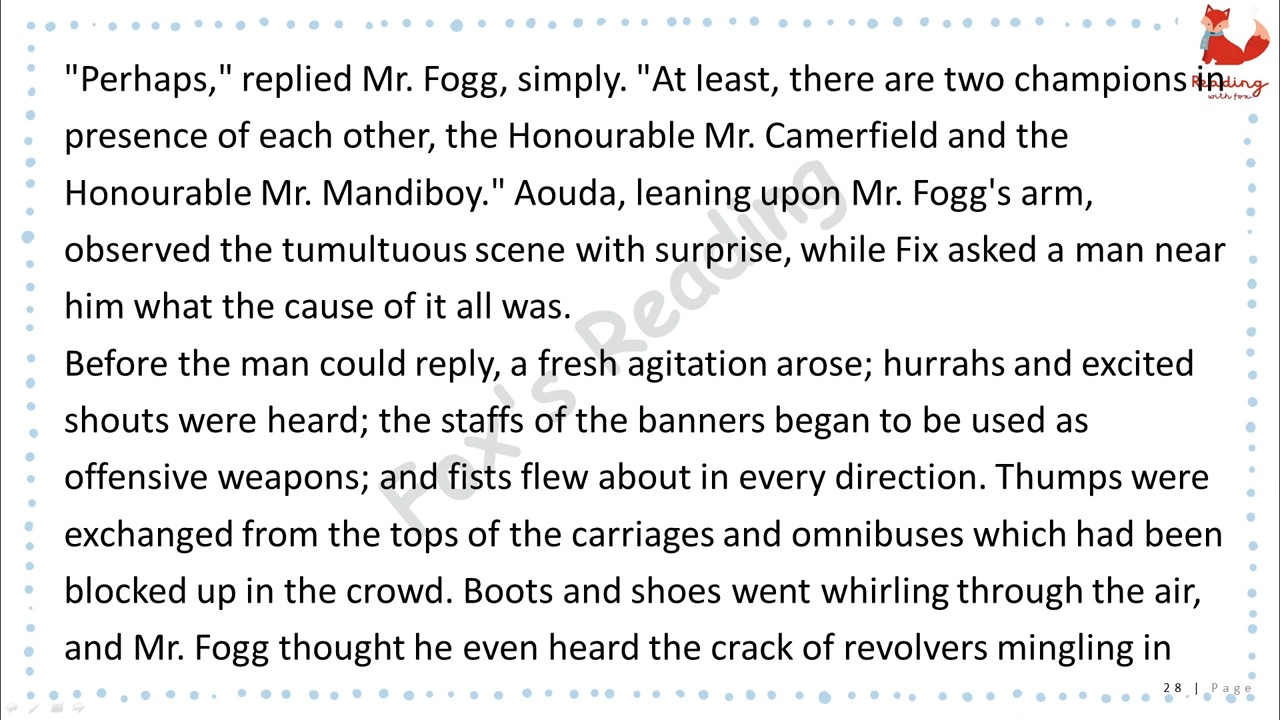 "Perhaps," replied Mr. Fogg, simply. "At least, there are two champions in
presence of each other, the Honourable Mr. Camerfield and the
Honourable Mr. Mandiboy." Aouda, leaning upon Mr. Fogg's arm,
observed the tumultuous scene with surprise, while Fix asked a man near
him what the cause of it all was.
Before the man could reply, a fresh agitation arose; hurrahs and excited
shouts were heard; the staffs of the banners began to be used as
offensive weapons; and fists flew about in every direction. Thumps were
exchanged from the tops of the carriages and omnibuses which had been
blocked up in the crowd. Boots and shoes went whirling through the air,
and Mr. Fogg thought he even heard the crack of revolvers mingling in
28 | Page
Reading
with fox
Fox's Reading